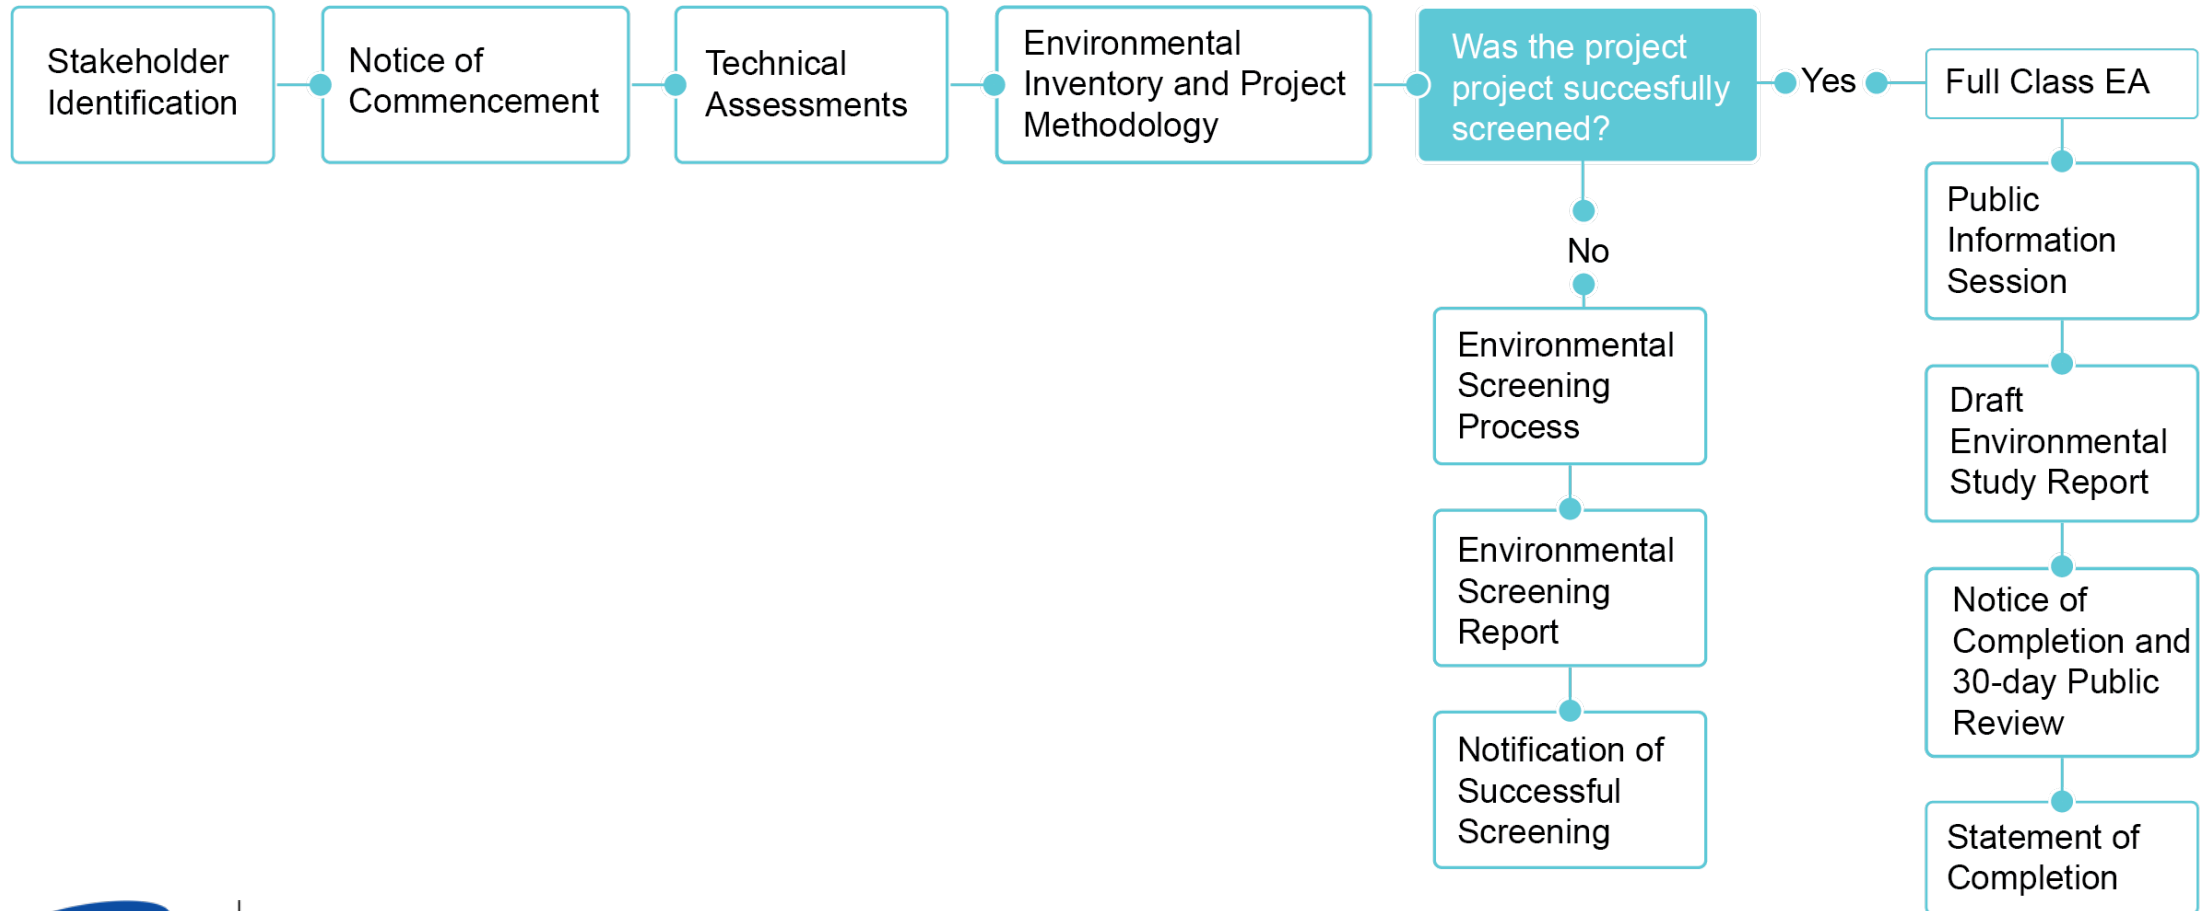 Stakeholder
Identification
Notice of
Commencement
Technical
Assessments
Environmental
Inventory and Project
Methodology
Was the project
project succesfully
screened?
Yes
Full Class EA
Public
Information
Session
Draft
Environmental
Study Report
Notice of
Completion and
30-day Public
Review
Statement of
Completion
No
Environmental
Screening
Process
Environmental
Screening
Report
Notification of
Successful
Screening